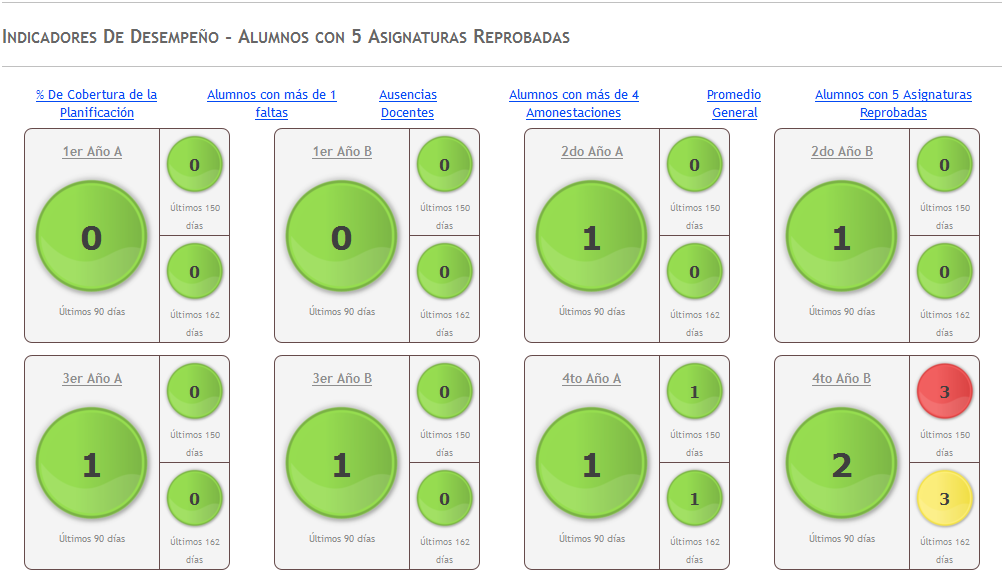 Indicadores De Desempeño - Alumnos con 5 Asignaturas Reprobadas
% De Cobertura de la
Planificación
Alumnos con más de 1
faltas
Ausencias
Docentes
Alumnos con más de 4
Amonestaciones
Promedio
General
Alumnos con 5 Asignaturas
Reprobadas
1er Año A
0
Últimos 90 días
0
Últimos 150
días
0
Últimos 162
días
1er Año B
0
Últimos 90 días
0
Últimos 150
días
0
Últimos 162
días
2do Año A
1
Últimos 90 días
0
Últimos 150
días
0
Últimos 162
días
2do Año B
1
Últimos 90 días
0
Últimos 150
días
0
Últimos 162
días
3er Año A
1
Últimos 90 días
0
Últimos 150
días
0
Últimos 162
días
3er Año B
1
Últimos 90 días
0
Últimos 150
días
0
Últimos 162
días
4to Año A
1
Últimos 90 días
1
Últimos 150
días
1
Últimos 162
días
4to Año B
2
Últimos 90 días
3
Últimos 150
días
3
Últimos 162
días